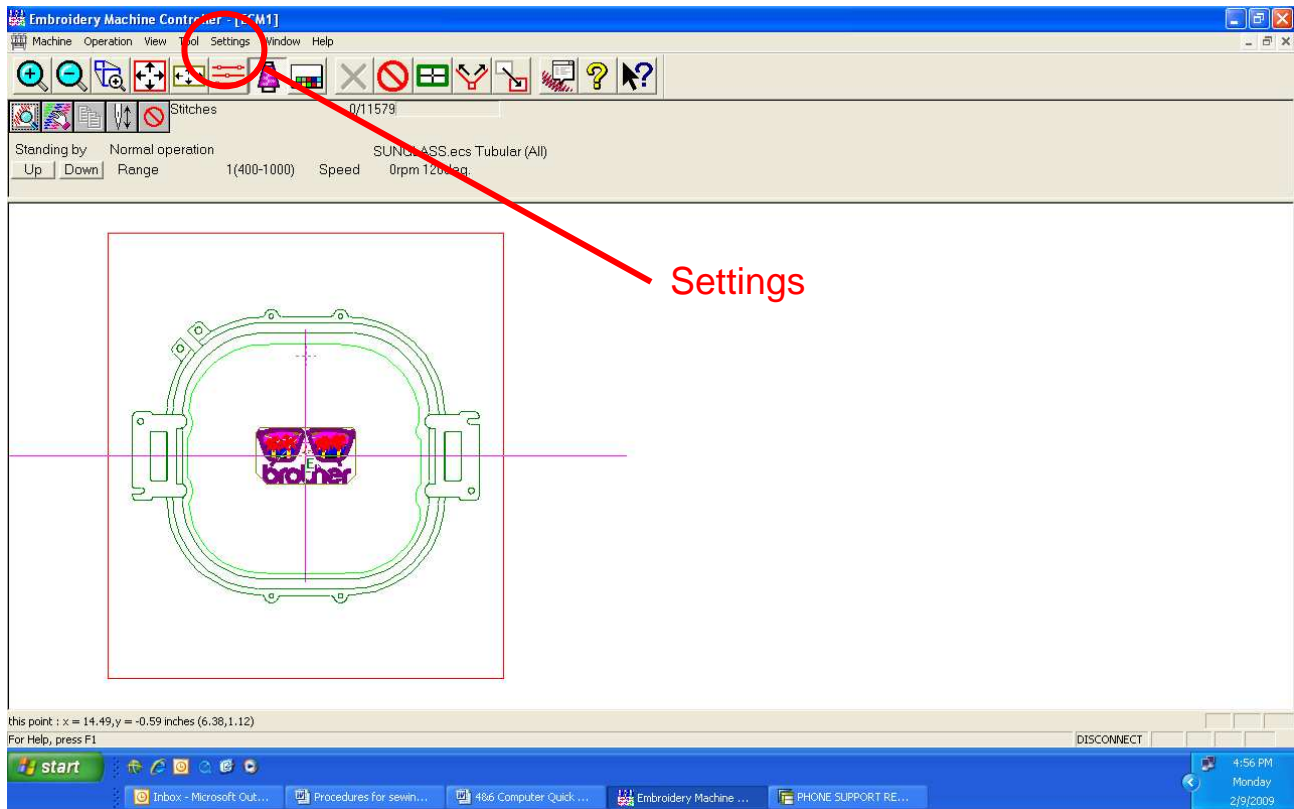 Embroidery Machine Controller - [ECM1]
Machine Operation View Tool Settings Window Help
Stitches 0/11579
Standing by Normal operation SUNGLASS.ecs Tubular (All)
Up Down Range 1(400-1000) Speed 0rpm 120deg.
Settings
E
brother
this point : x = 14.49,y = -0.59 inches (6.38,1.12)
For Help, press F1 DISCONNECT
start 4:56 PM
Monday
Inbox - Microsoft Out... Procedures for sewin... 4&6 Computer Quick ... Embroidery Machine ... PHONE SUPPORT RE... 2/9/2009